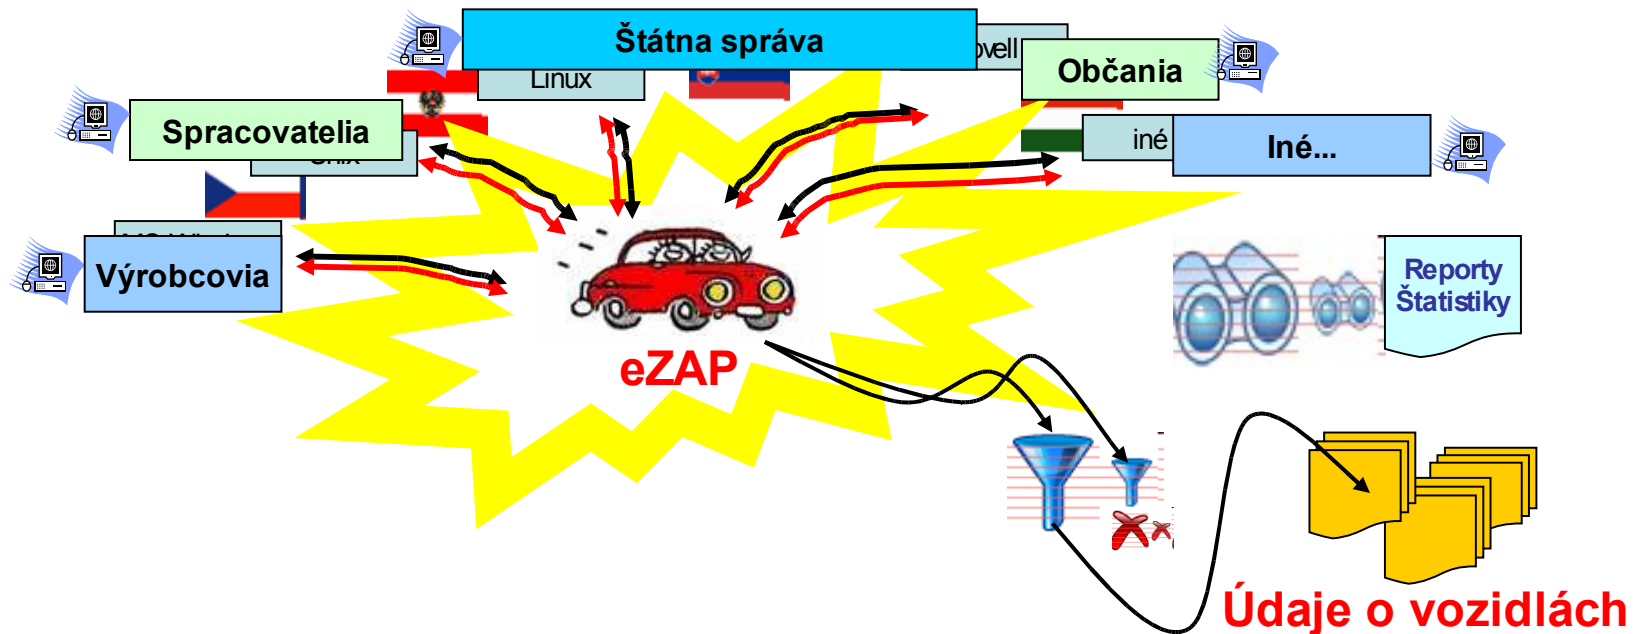 Štátna správa
Občania
Linux
Spracovatelia
iné
Iné...
Výrobcovia
Reporty
Štatistiky
eZAP
Údaje o vozidlách